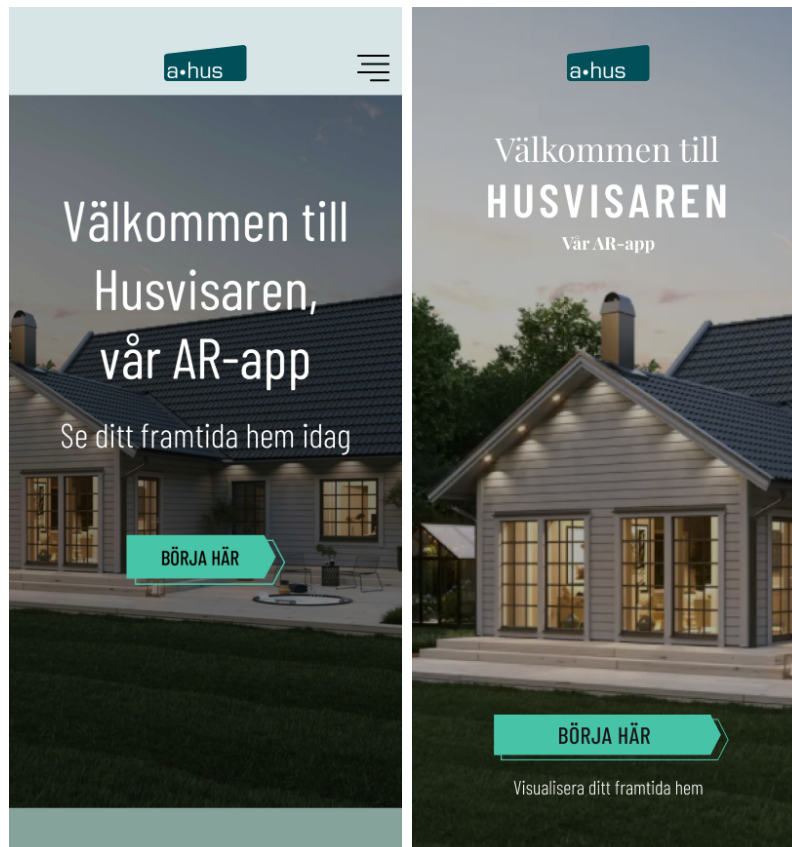 a•hus
Välkommen till
Husvisaren,
vår AR-app
Se ditt framtida hem idag
BÖRJA HÄR
a•hus
Välkommen till
HUSVISAREN
Vår AR-app
BÖRJA HÄR
Visualisera ditt framtida hem